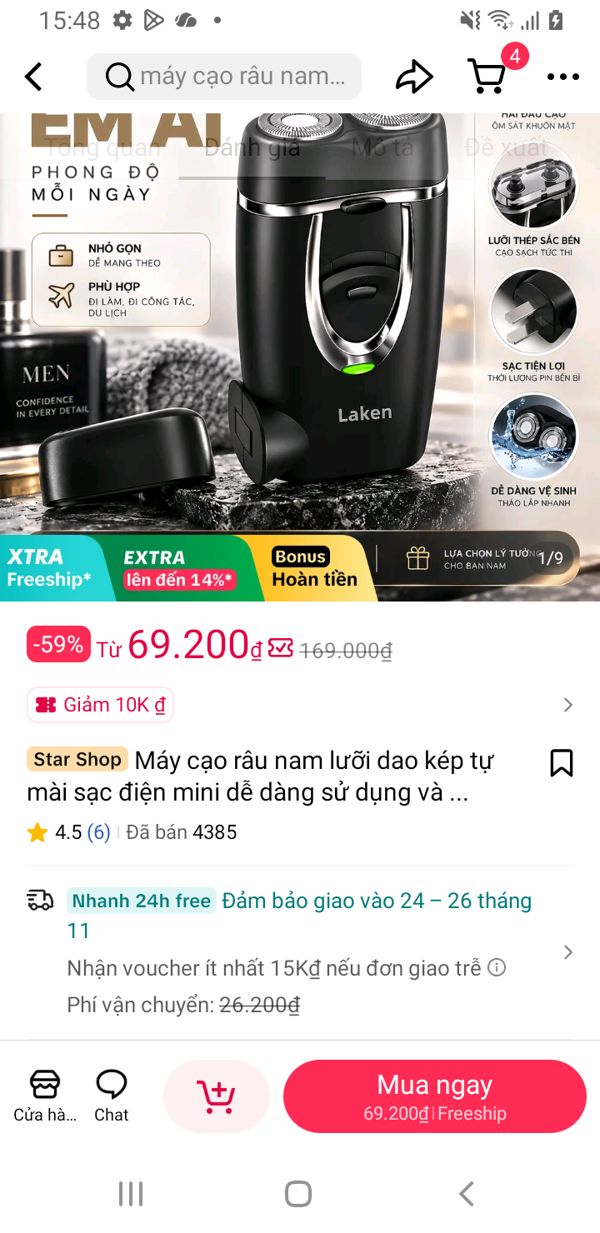 15:48
4
máy cạo râu nam...
ÊM ÁI
HAI ĐẦU CẠO
ÔM SÁT KHUÔN MẶT
Tổng quan Đánh giá Mô tả Đề xuất
PHONG ĐỘ
MỖI NGÀY
NHỎ GỌN
DỄ MANG THEO
PHÙ HỢP
ĐI LÀM, ĐI CÔNG TÁC,
DU LỊCH
LƯỠI THÉP SẮC BÉN
CẠO SẠCH TỨC THÌ
SẠC TIỆN LỢI
THỜI LƯỢNG PIN BỀN BỈ
MEN
CONFIDENCE
IN EVERY DETAIL
Laken
DỄ DÀNG VỆ SINH
THÁO LẮP NHANH
XTRA
Freeship*
EXTRA
lên đến 14%*
Bonus
Hoàn tiền
LỰA CHỌN LÝ TƯỞNG
CHO BẠN NAM
1/9
-59% Từ 69.200₫ 169.000₫
Giảm 10K ₫
Star Shop Máy cạo râu nam lưỡi dao kép tự
mài sạc điện mini dễ dàng sử dụng và ...
4.5 (6) Đã bán 4385
Nhanh 24h free Đảm bảo giao vào 24 – 26 tháng
11
Nhận voucher ít nhất 15K₫ nếu đơn giao trễ
Phí vận chuyển: 26.200₫
Cửa hà...
Chat
Mua ngay
69.200₫ | Freeship